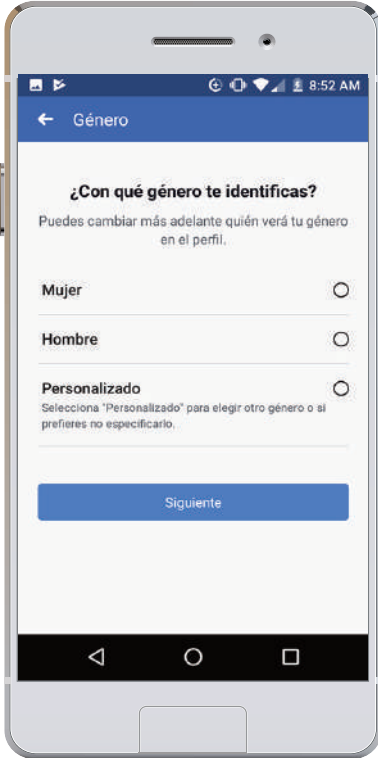 8:52 AM
Género
¿Con qué género te identificas?
Puedes cambiar más adelante quién verá tu género
en el perfil.
Mujer
Hombre
Personalizado
Selecciona "Personalizado" para elegir otro género o si
prefieres no especificarlo.
Siguiente